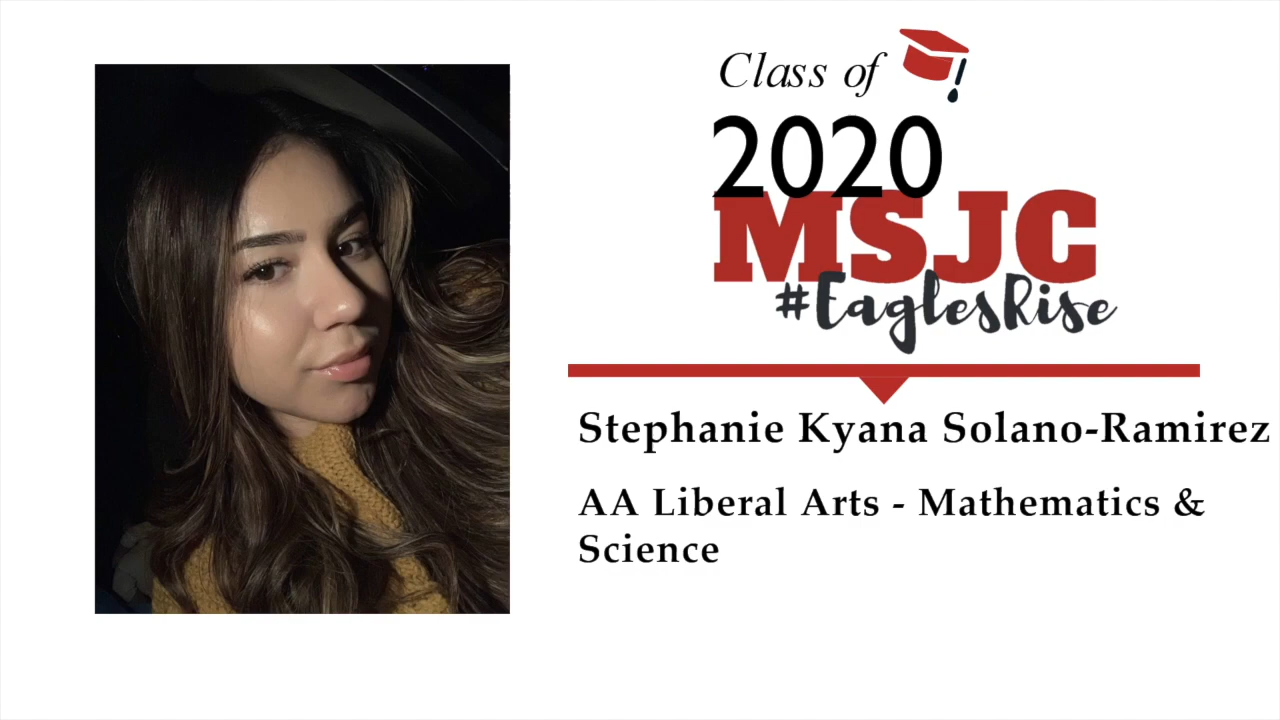 Class of
2020
MSJC
#EaglesRise
Stephanie Kyana Solano-Ramirez
AA Liberal Arts - Mathematics &
Science